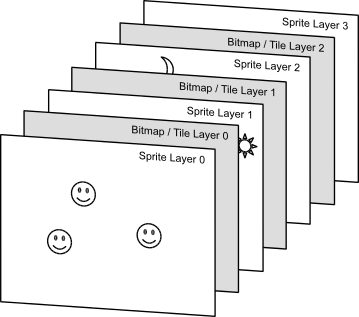 Sprite Layer 3
Bitmap / Tile Layer 2
Sprite Layer 2
Bitmap / Tile Layer 1
Sprite Layer 1
Bitmap / Tile Layer 0
Sprite Layer 0